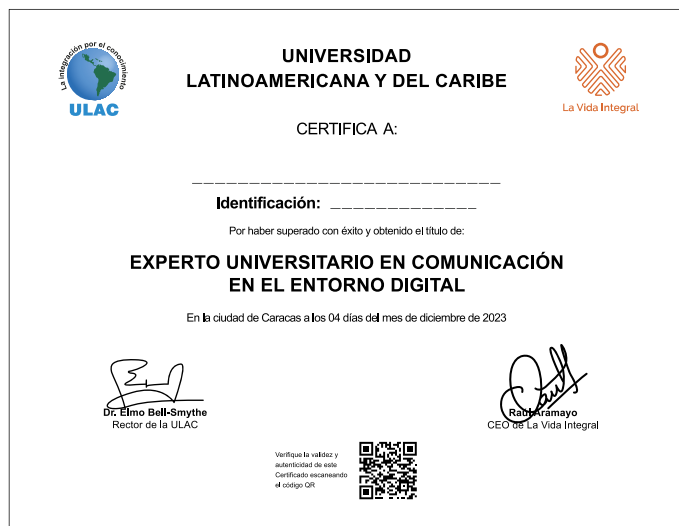 La integración por el conocimiento
ULAC
UNIVERSIDAD
LATINOAMERICANA Y DEL CARIBE
La Vida Integral
CERTIFICA A:
____________________________
Identificación: _____________
Por haber superado con éxito y obtenido el título de:
EXPERTO UNIVERSITARIO EN COMUNICACIÓN
EN EL ENTORNO DIGITAL
En la ciudad de Caracas a los 04 días del mes de diciembre de 2023
Dr. Elmo Bell-Smythe
Rector de la ULAC
Raúl Aramayo
CEO de La Vida Integral
Verifique la validez y
autenticidad de este
Certificado escaneando
el código QR